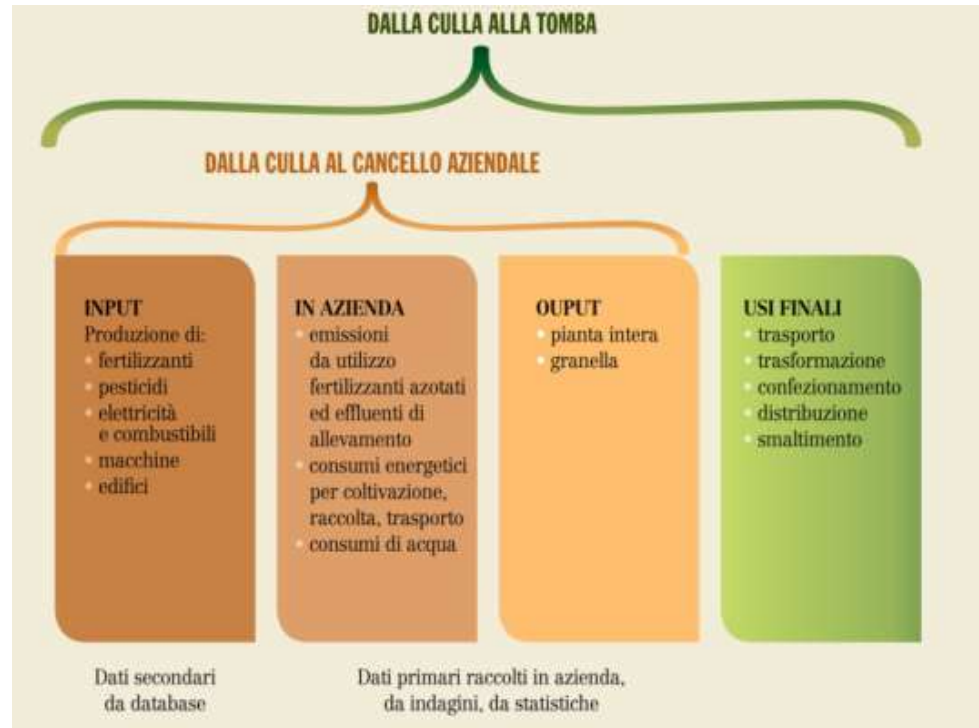 DALLA CULLA ALLA TOMBA
DALLA CULLA AL CANCELLO AZIENDALE
INPUT
Produzione di:
• fertilizzanti
• pesticidi
• elettricità
e combustibili
• macchine
• edifici
IN AZIENDA
• emissioni
da utilizzo
fertilizzanti azotati
ed effluenti di
allevamento
• consumi energetici
per coltivazione,
raccolta, trasporto
• consumi di acqua
OUPUT
• pianta intera
• granella
USI FINALI
• trasporto
• trasformazione
• confezionamento
• distribuzione
• smaltimento
Dati secondari
da database
Dati primari raccolti in azienda,
da indagini, da statistiche